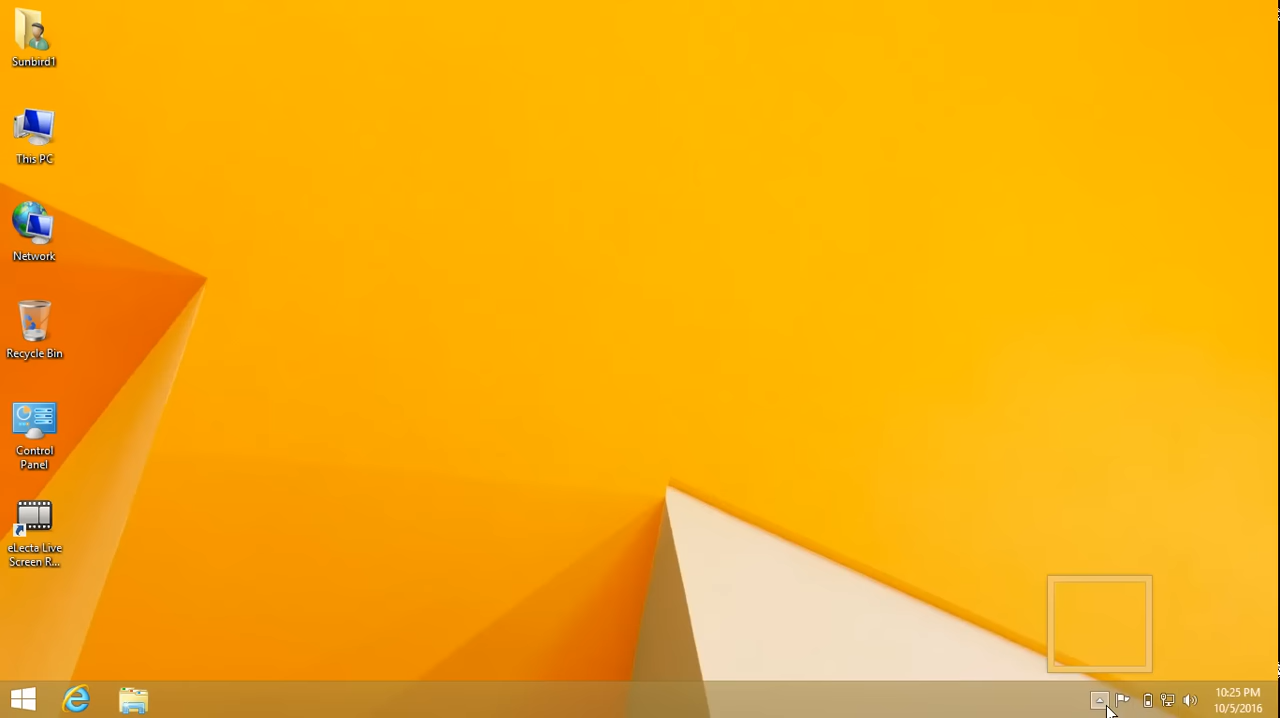 Sunbird1
This PC
Network
Recycle Bin
Control
Panel
eLecta Live
Screen R...
10:25 PM
10/5/2016